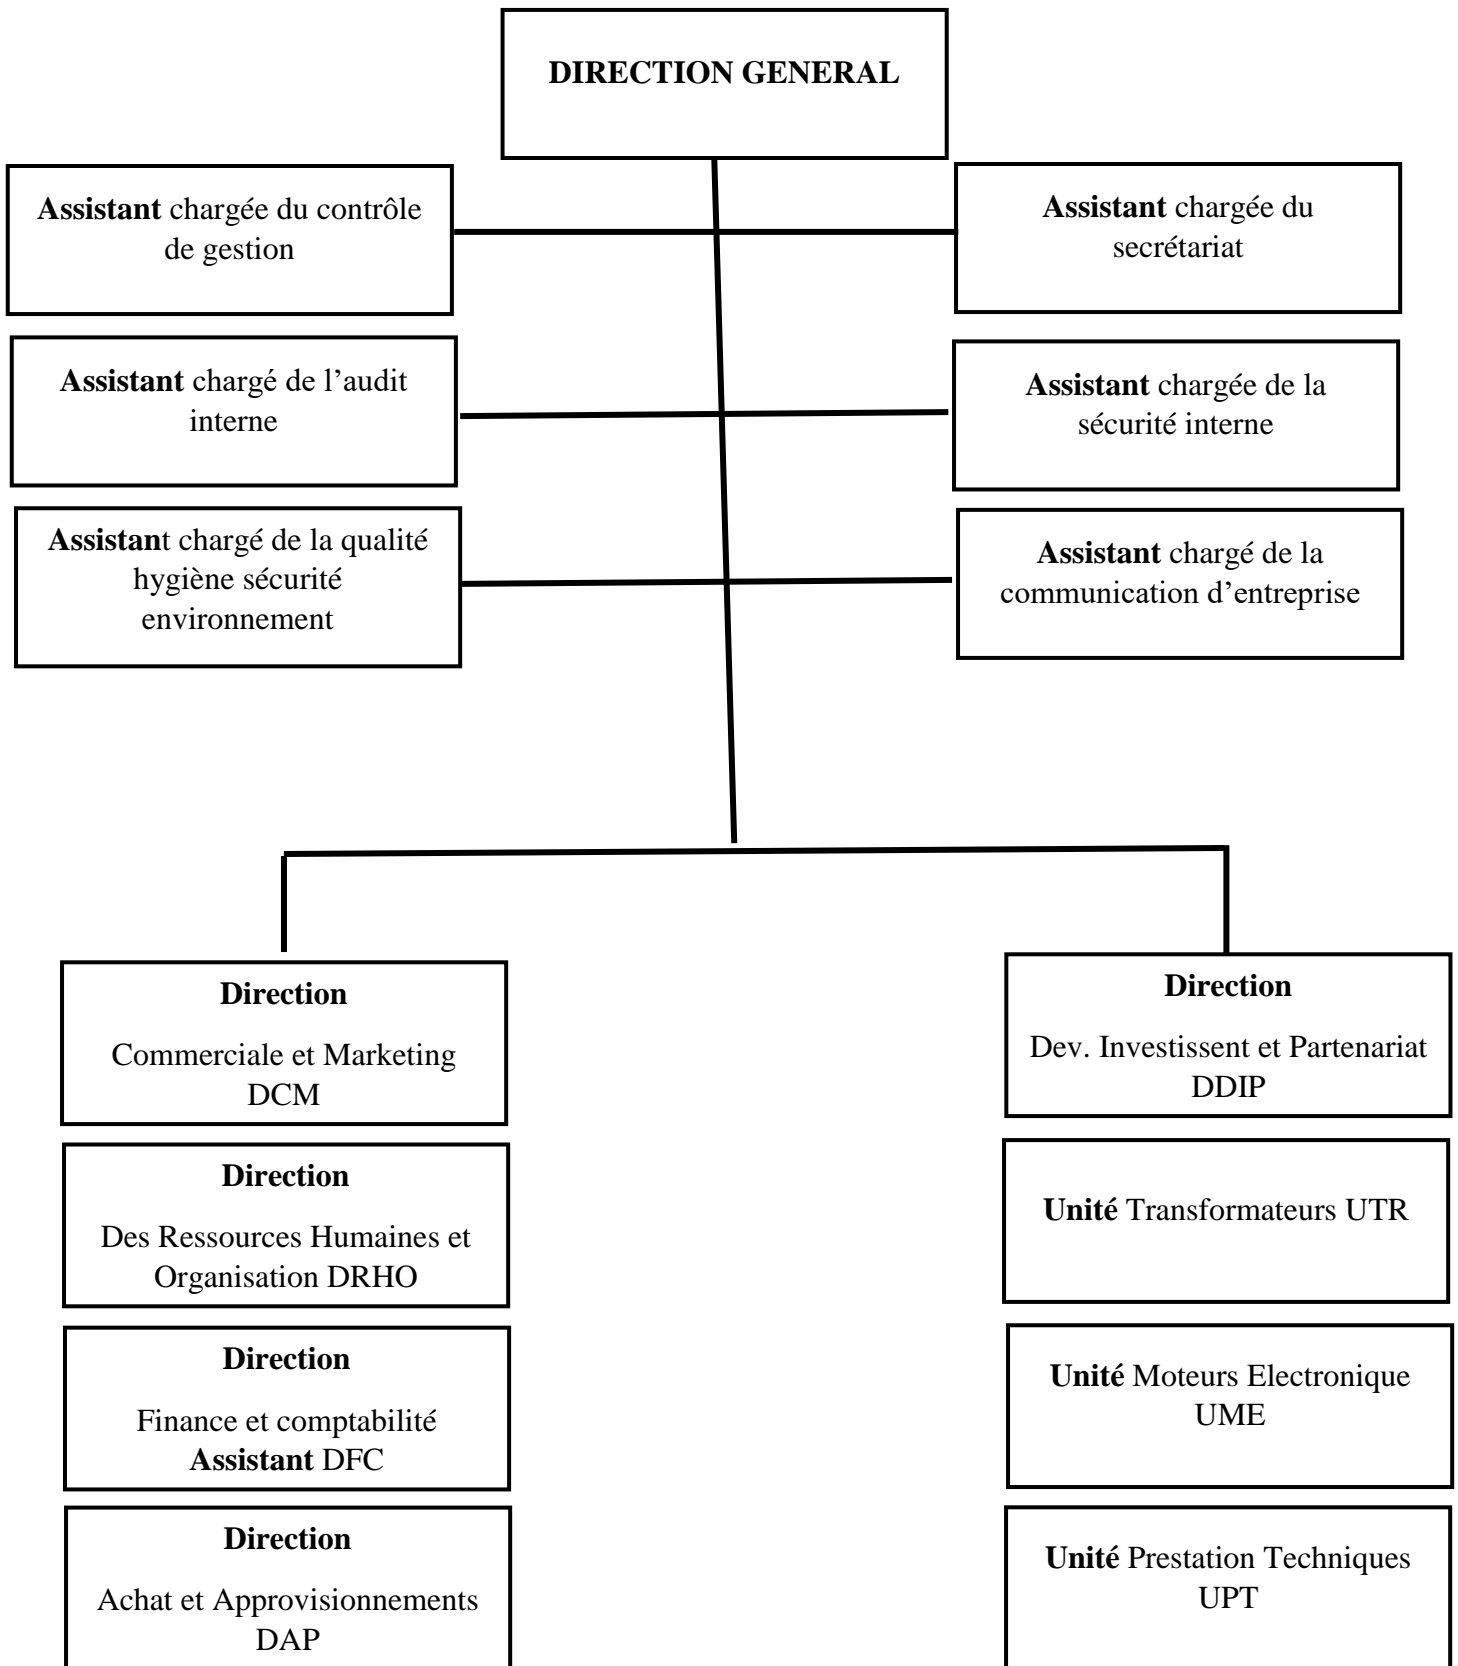 DIRECTION GENERAL
Assistant chargée du contrôle
de gestion
Assistant chargée du
secrétariat
Assistant chargé de l’audit
interne
Assistant chargée de la
sécurité interne
Assistant chargé de la qualité
hygiène sécurité
environnement
Assistant chargé de la
communication d’entreprise
Direction
Commerciale et Marketing
DCM
Direction
Dev. Investissent et Partenariat
DDIP
Direction
Des Ressources Humaines et
Organisation DRHO
Unité Transformateurs UTR
Direction
Finance et comptabilité
Assistant DFC
Unité Moteurs Electronique
UME
Direction
Achat et Approvisionnements
DAP
Unité Prestation Techniques
UPT